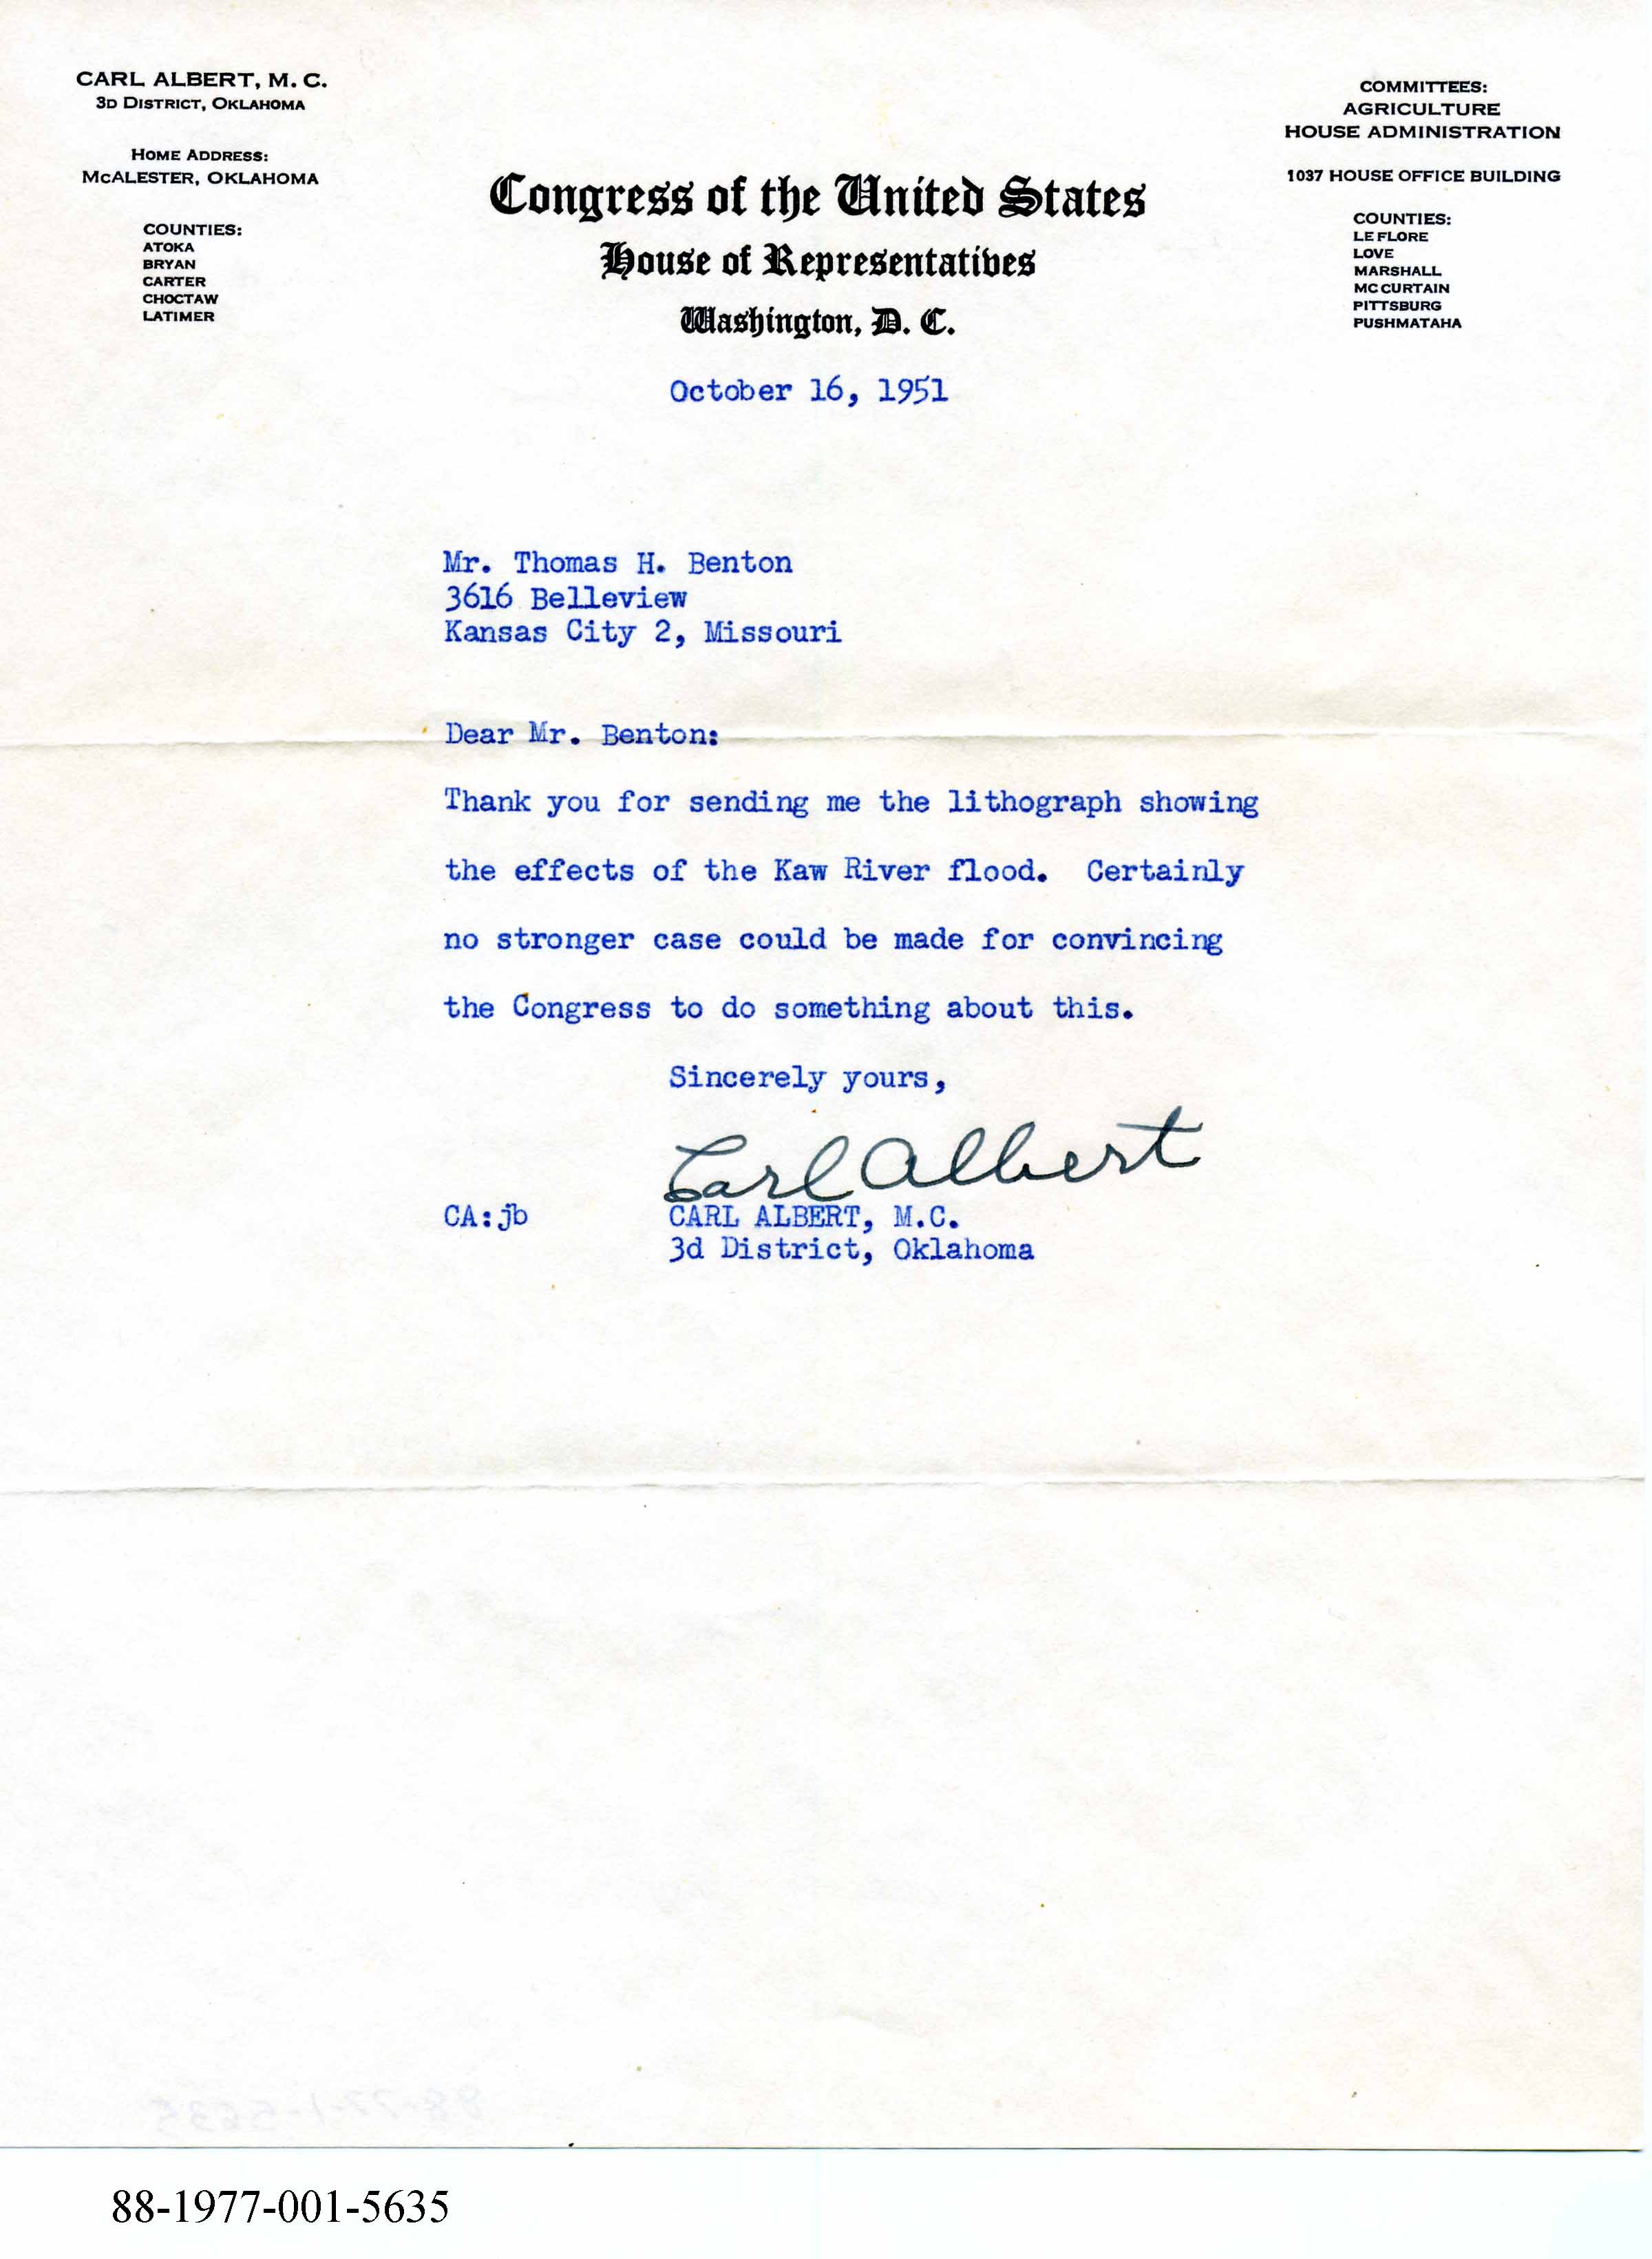 CARL ALBERT, M. C.
3D DISTRICT, OKLAHOMA
HOME ADDRESS:
MCALESTER, OKLAHOMA
COUNTIES:
ATOKA
BRYAN
CARTER
CHOCTAW
LATIMER
COMMITTEES:
AGRICULTURE
HOUSE ADMINISTRATION
1037 HOUSE OFFICE BUILDING
COUNTIES:
LE FLORE
LOVE
MARSHALL
MCCURTAIN
PITTSBURG
PUSHMATAHA
Congress of the United States
House of Representatives
Washington, D. C.
October 16, 1951
Mr. Thomas H. Benton
3616 Belleview
Kansas City 2, Missouri
Dear Mr. Benton:
Thank you for sending me the lithograph showing
the effects of the Kaw River flood. Certainly
no stronger case could be made for convincing
the Congress to do something about this.
Sincerely yours,
Carl Albert
CA:jb
CARL ALBERT, M.C.
3d District, Oklahoma
88-77-1-5635
88-1977-001-5635